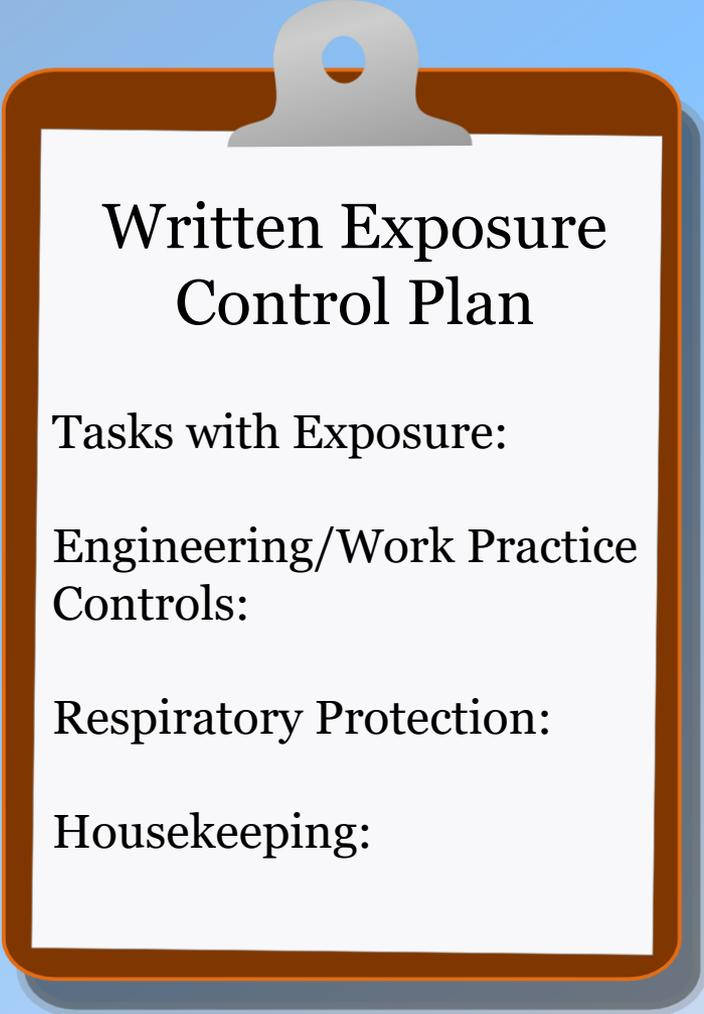 Written Exposure
Control Plan
Tasks with Exposure:
Engineering/Work Practice
Controls:
Respiratory Protection:
Housekeeping: